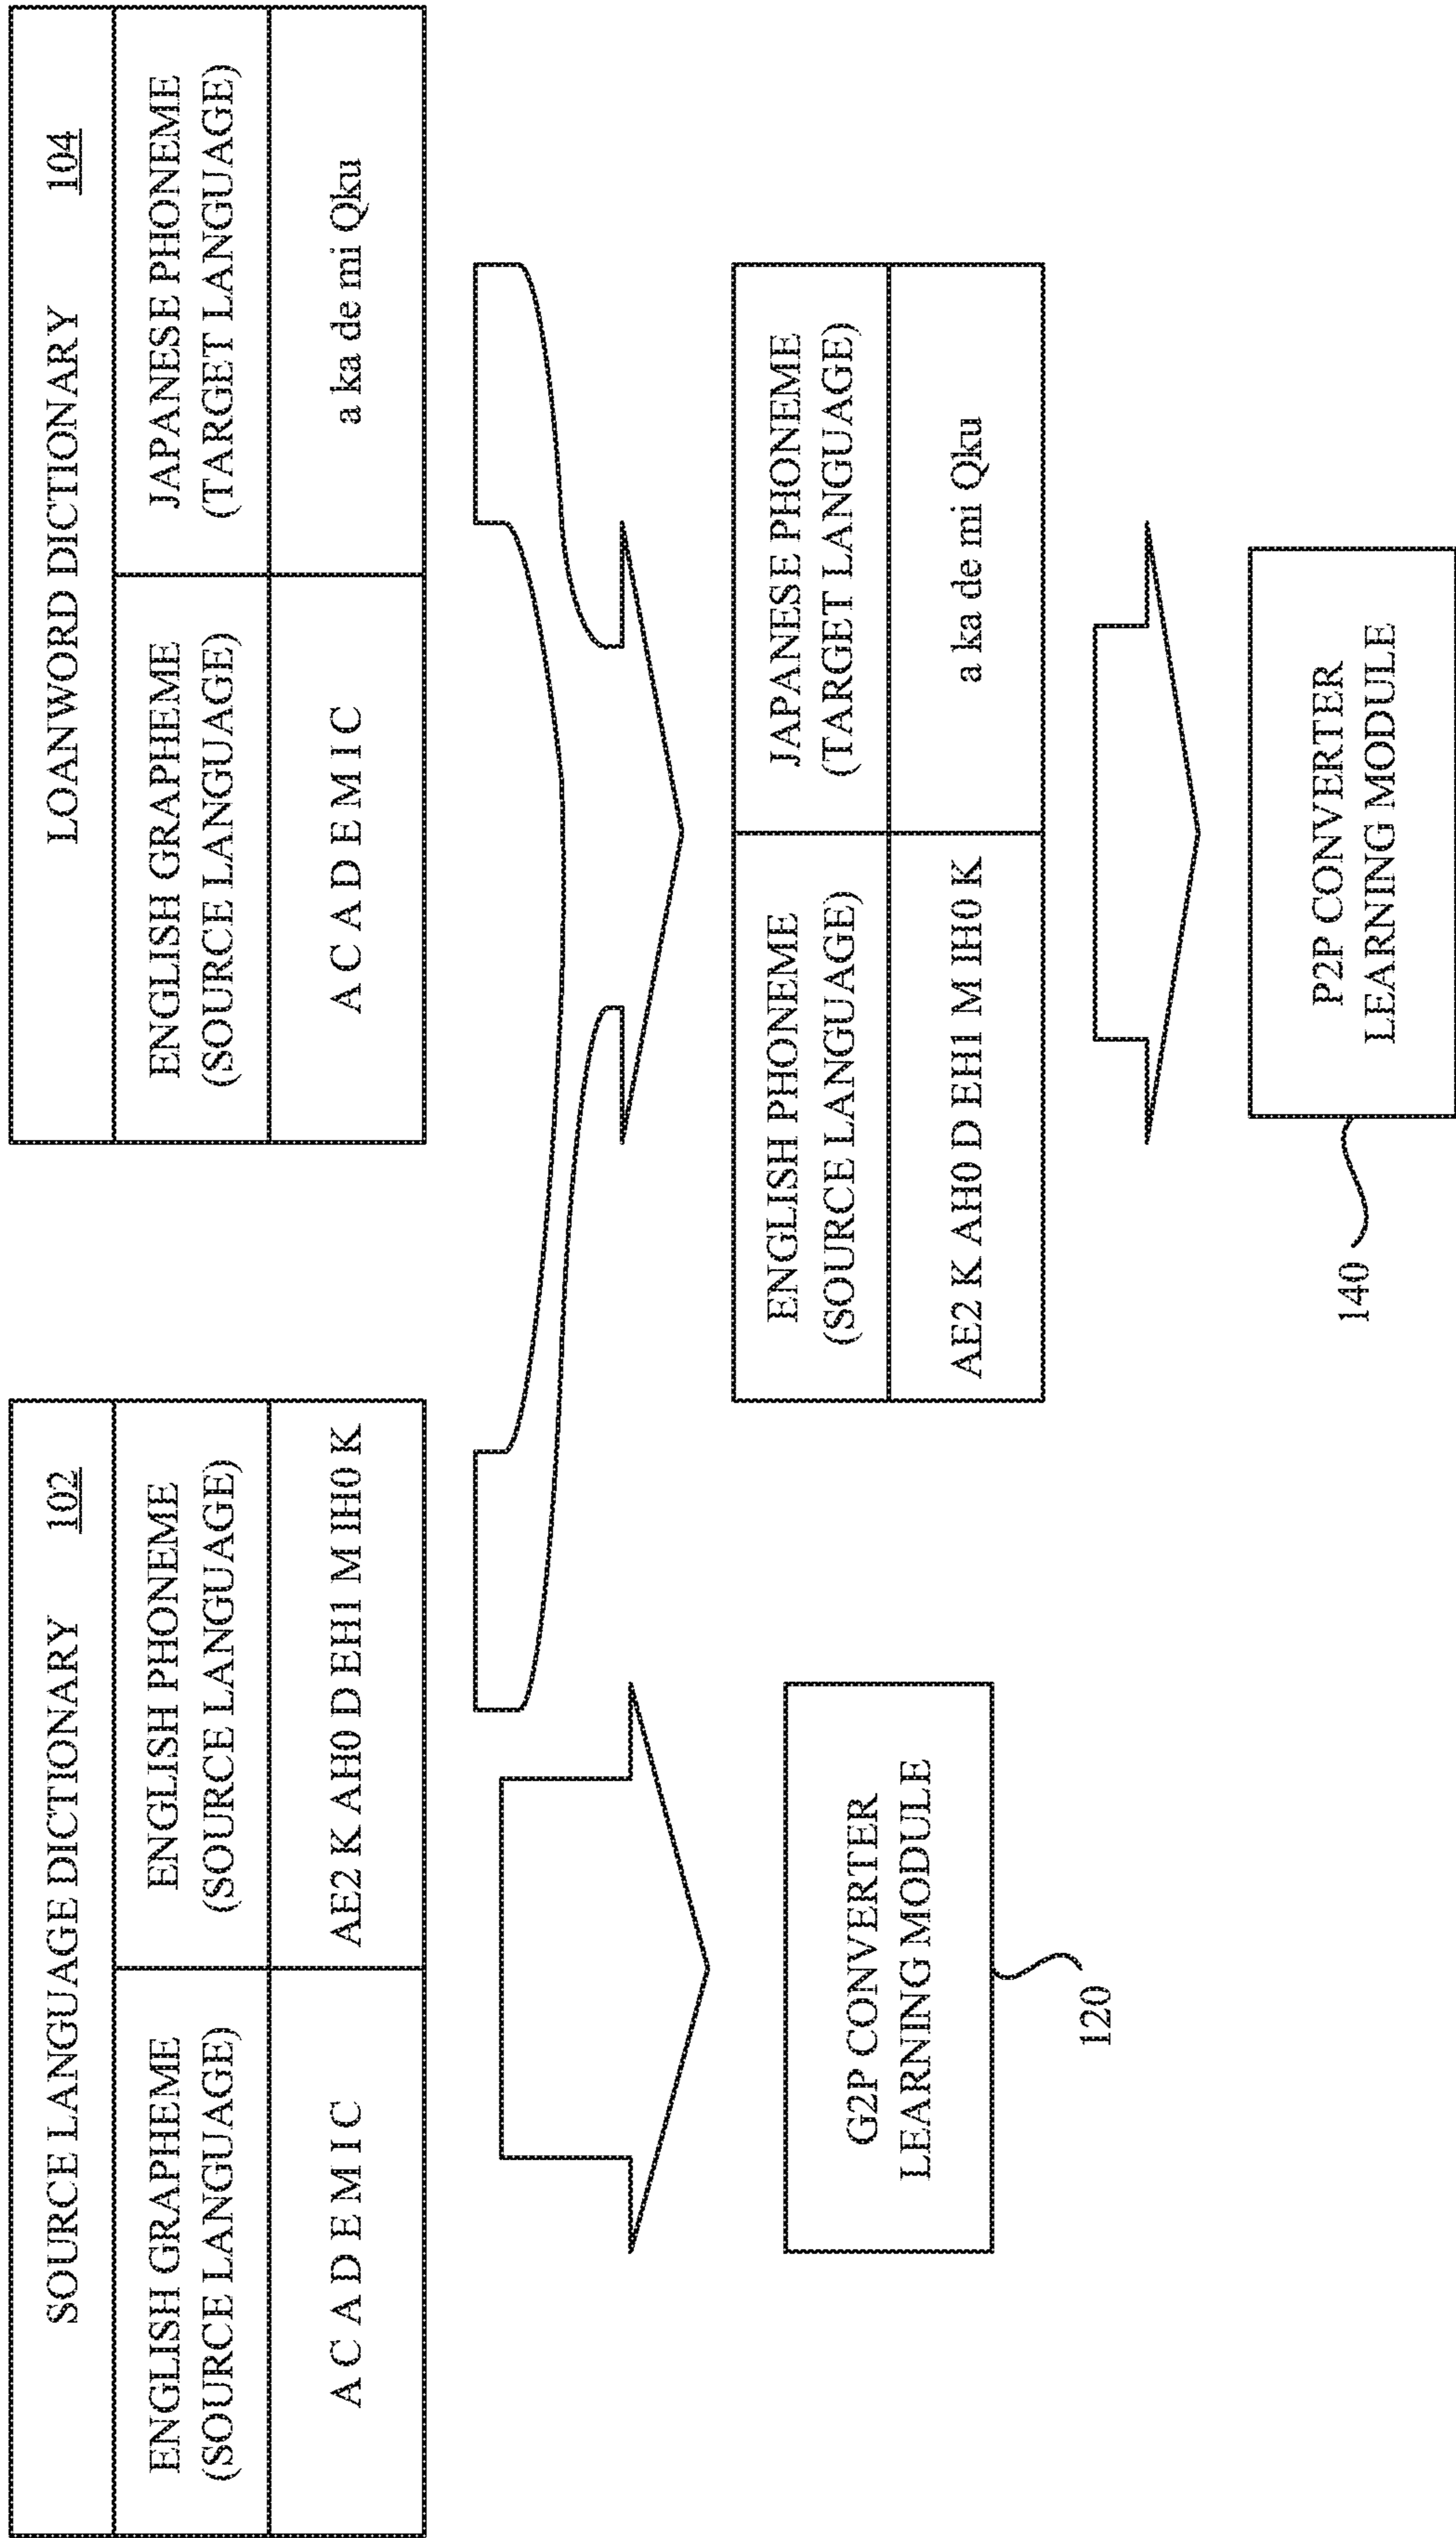 SOURCE LANGUAGE DICTIONARY 102
ENGLISH GRAPHEME
(SOURCE LANGUAGE)
ENGLISH PHONEME
(SOURCE LANGUAGE)
A C A D E M I C
AE2 K AH0 D EH1 M IH0 K
LOANWORD DICTIONARY 104
ENGLISH GRAPHEME
(SOURCE LANGUAGE)
JAPANESE PHONEME
(TARGET LANGUAGE)
A C A D E M I C
a ka de mi Qku
ENGLISH PHONEME
(SOURCE LANGUAGE)
JAPANESE PHONEME
(TARGET LANGUAGE)
AE2 K AH0 D EH1 M IH0 K
a ka de mi Qku
G2P CONVERTER
LEARNING MODULE
120
P2P CONVERTER
LEARNING MODULE
140